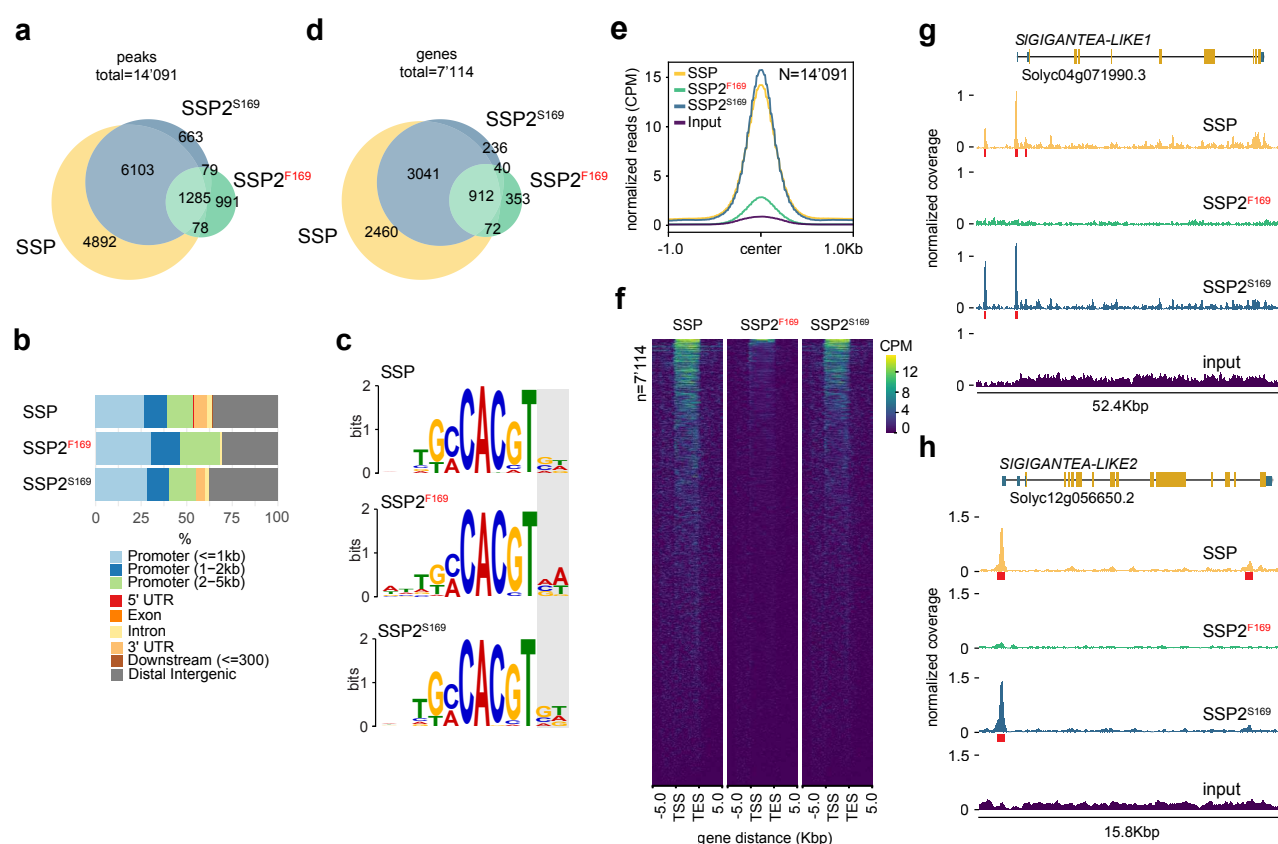 a
peaks
total=14'091
SSP2S169
663
6103
79
SSP2F169
1285
991
78
SSP
4892
d
genes
total=7'114
SSP2S169
236
3041
40
SSP2F169
912
353
72
SSP
2460
e
normalized reads (CPM)
15
10
5
0
SSP
SSP2F169
SSP2S169
Input
N=14'091
-1.0
center
1.0Kb
b
SSP
SSP2F169
SSP2S169
0
25
50
75
100
%
Promoter (<=1kb)
Promoter (1−2kb)
Promoter (2−5kb)
5' UTR
Exon
Intron
3' UTR
Downstream (<=300)
Distal Intergenic
c
SSP
bits
2
1
0
SSP2F169
bits
2
1
0
SSP2S169
bits
2
1
0
f
SSP
SSP2F169
SSP2S169
n=7'114
CPM
12
8
4
0
-5.0
TSS
TES
5.0
-5.0
TSS
TES
5.0
-5.0
TSS
TES
5.0
gene distance (Kbp)
g
SlGIGANTEA-LIKE1
Solyc04g071990.3
normalized coverage
1
SSP
0
1
SSP2F169
0
1
SSP2S169
0
1
input
0
52.4Kbp
h
SlGIGANTEA-LIKE2
Solyc12g056650.2
normalized coverage
1.5
SSP
0
1.5
SSP2F169
0
1.5
SSP2S169
0
1.5
input
0
15.8Kbp